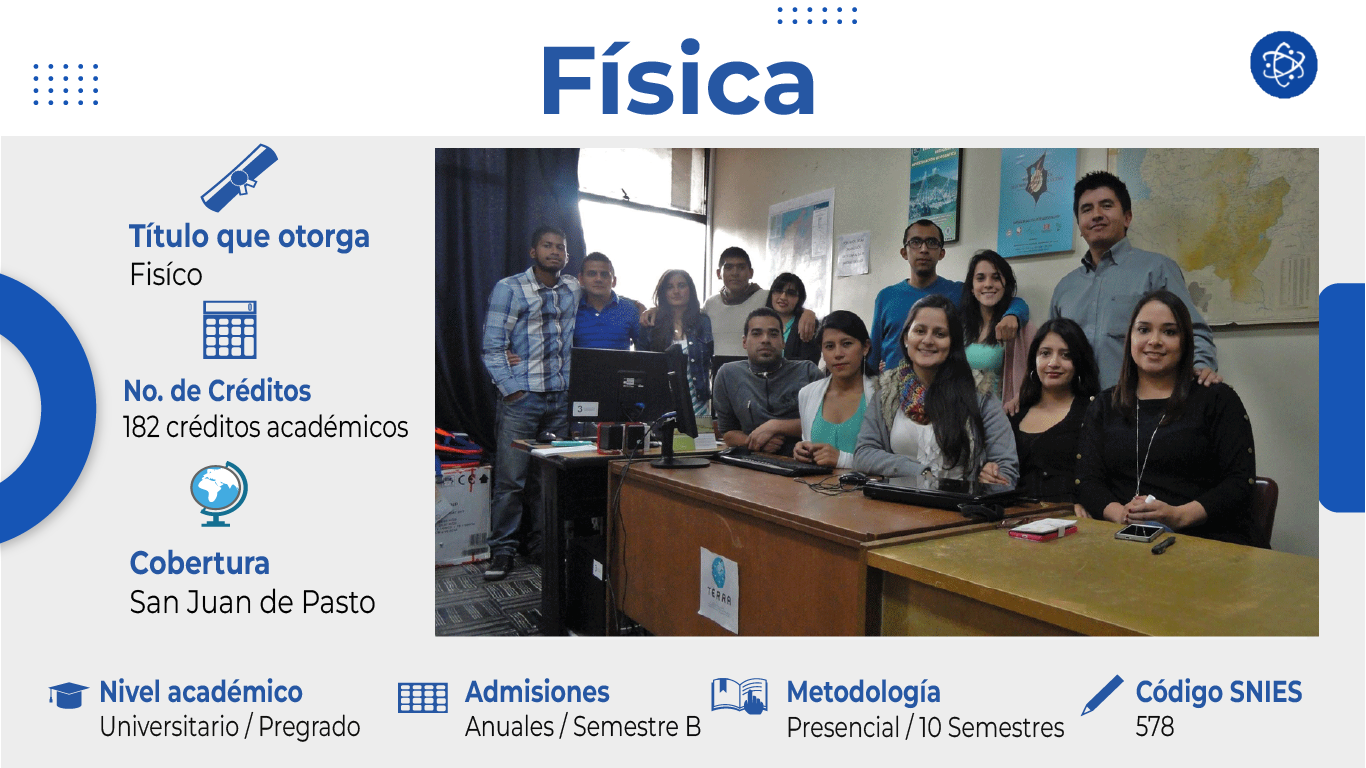 Física
Título que otorga
Fisíco
No. de Créditos
182 créditos académicos
Cobertura
San Juan de Pasto
TERRA
3
Nivel académico
Universitario / Pregrado
Admisiones
Anuales / Semestre B
Metodología
Presencial / 10 Semestres
Código SNIES
578